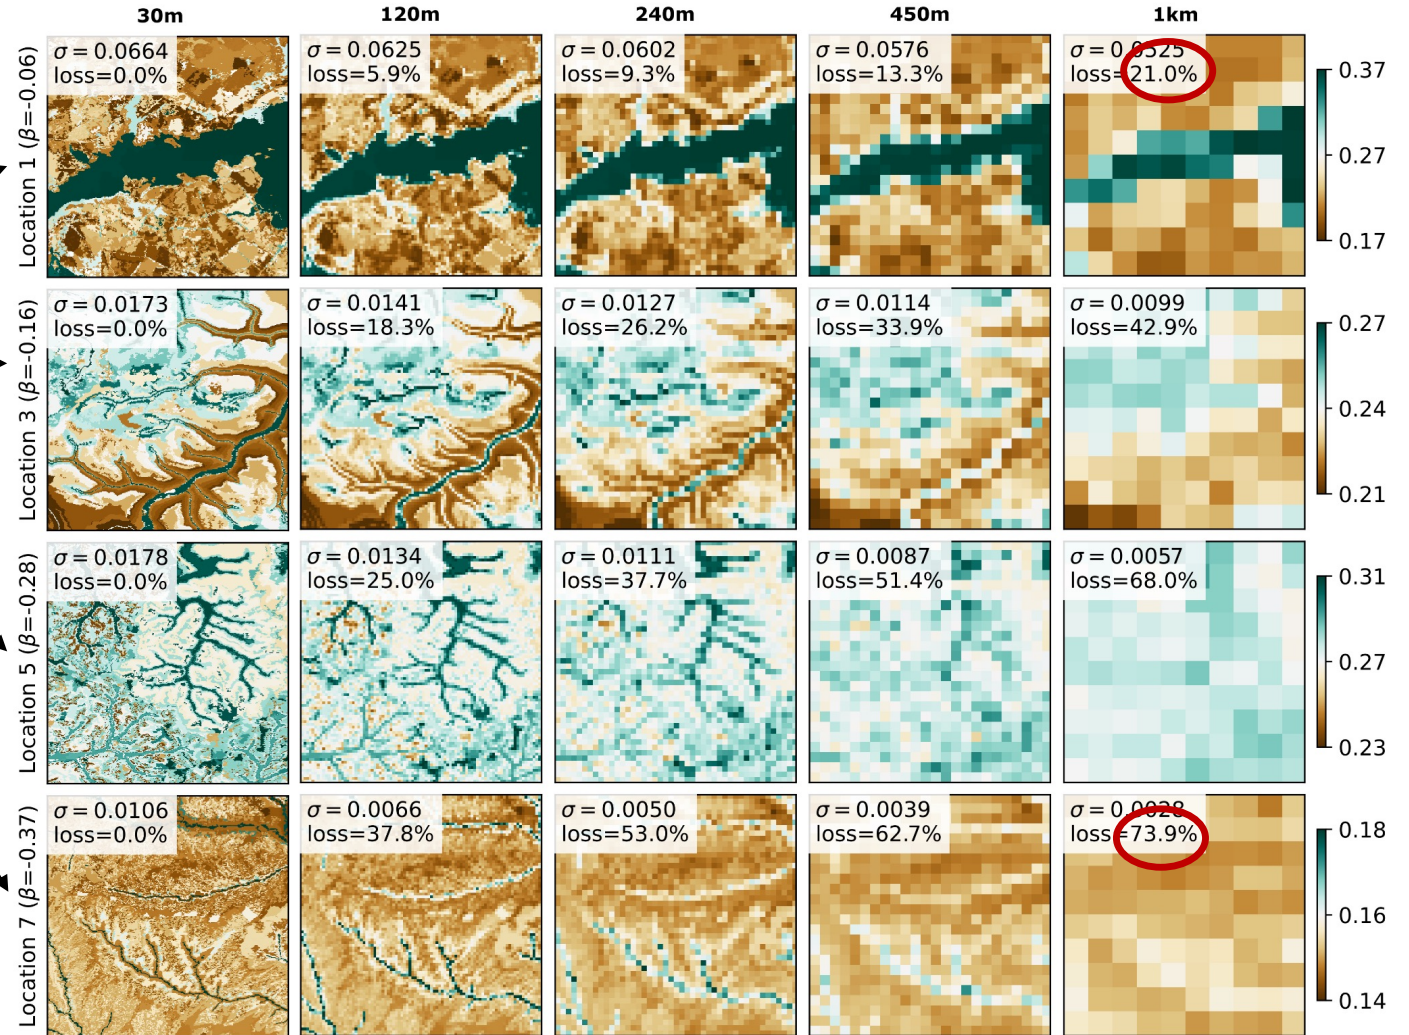 30m 120m 240m 450m 1km
Location 1 (β=-0.06)
σ = 0.0664
loss=0.0%
σ = 0.0625
loss=5.9%
σ = 0.0602
loss=9.3%
σ = 0.0576
loss=13.3%
σ = 0.0525
loss=21.0%
0.37
0.27
0.17
Location 3 (β=-0.16)
σ = 0.0173
loss=0.0%
σ = 0.0141
loss=18.3%
σ = 0.0127
loss=26.2%
σ = 0.0114
loss=33.9%
σ = 0.0099
loss=42.9%
0.27
0.24
0.21
Location 5 (β=-0.28)
σ = 0.0178
loss=0.0%
σ = 0.0134
loss=25.0%
σ = 0.0111
loss=37.7%
σ = 0.0087
loss=51.4%
σ = 0.0057
loss=68.0%
0.31
0.27
0.23
Location 7 (β=-0.37)
σ = 0.0106
loss=0.0%
σ = 0.0066
loss=37.8%
σ = 0.0050
loss=53.0%
σ = 0.0039
loss=62.7%
σ = 0.0028
loss=73.9%
0.18
0.16
0.14